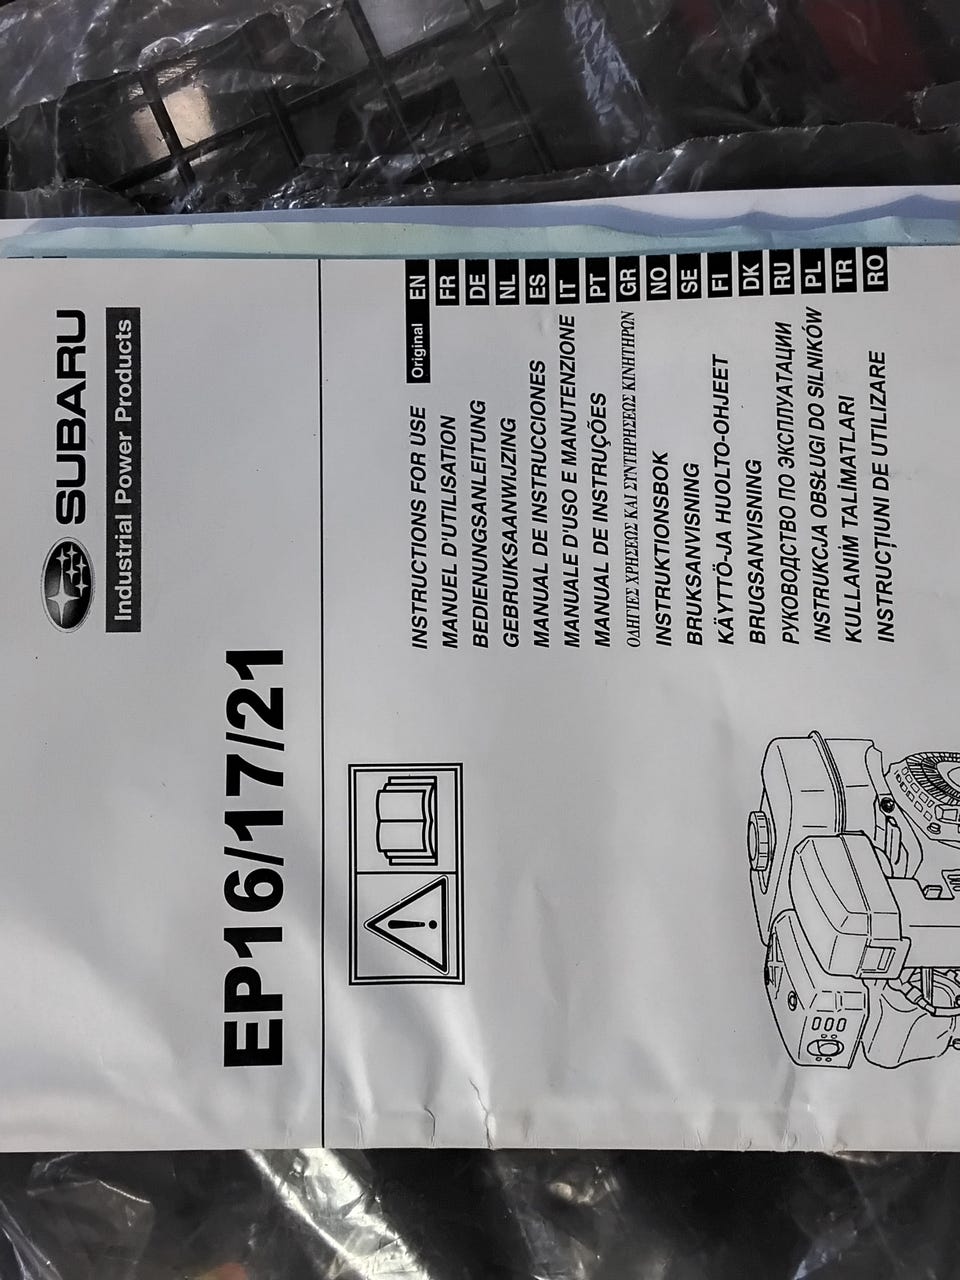 SUBARU
Industrial Power Products
EP16/17/21
INSTRUCTIONS FOR USE Original EN
MANUEL D'UTILISATION FR
BEDIENUNGSANLEITUNG DE
GEBRUIKSAANWIJZING NL
MANUAL DE INSTRUCCIONES ES
MANUALE D'USO E MANUTENZIONE IT
MANUAL DE INSTRUÇÕES PT
ΟΔΗΓΙΕΣ ΧΡΗΣΕΩΣ ΚΑΙ ΣΥΝΤΗΡΗΣΕΩΣ ΚΙΝΗΤΗΡΩΝ GR
INSTRUKTIONSBOK NO
BRUKSANVISNING SE
KÄYTTÖ-JA HUOLTO-OHJEET FI
BRUGSANVISNING DK
РУКОВОДСТВО ПО ЭКСПЛУАТАЦИИ RU
INSTRUKCJA OBSŁUGI DO SILNIKÓW PL
KULLANİM TALİMATLARI TR
INSTRUCȚIUNI DE UTILIZARE RO